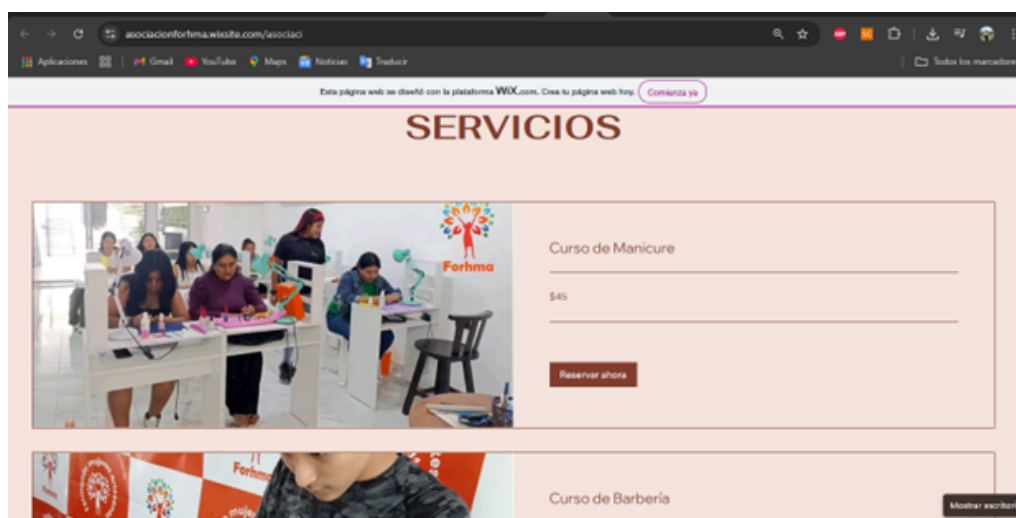 asociacionforhma.wixsite.com/asociaci
Aplicaciones Gmail YouTube Maps Noticias Traducir Todos los marcadores
Esta página web se diseñó con la plataforma WiX.com. Crea tu página web hoy. Comienza ya
SERVICIOS
Forhma
Curso de Manicure
$45
Reservar ahora
Forhma
Curso de Barbería
Mostrar escritori